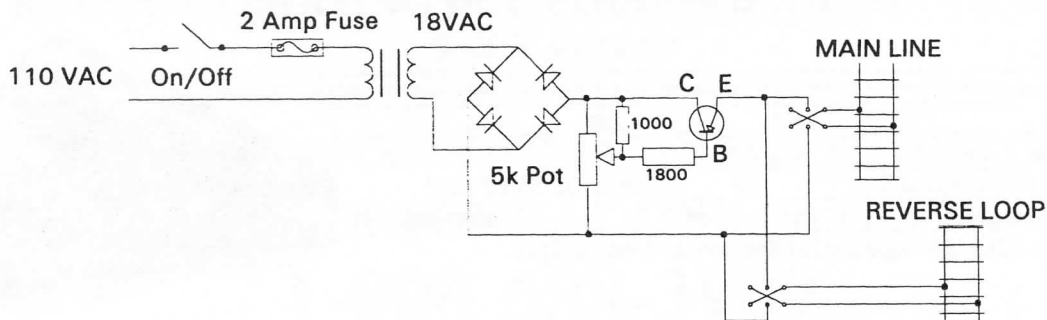 2 Amp Fuse
18VAC
MAIN LINE
110 VAC
On/Off
C
E
1000
B
5k Pot
1800
REVERSE LOOP